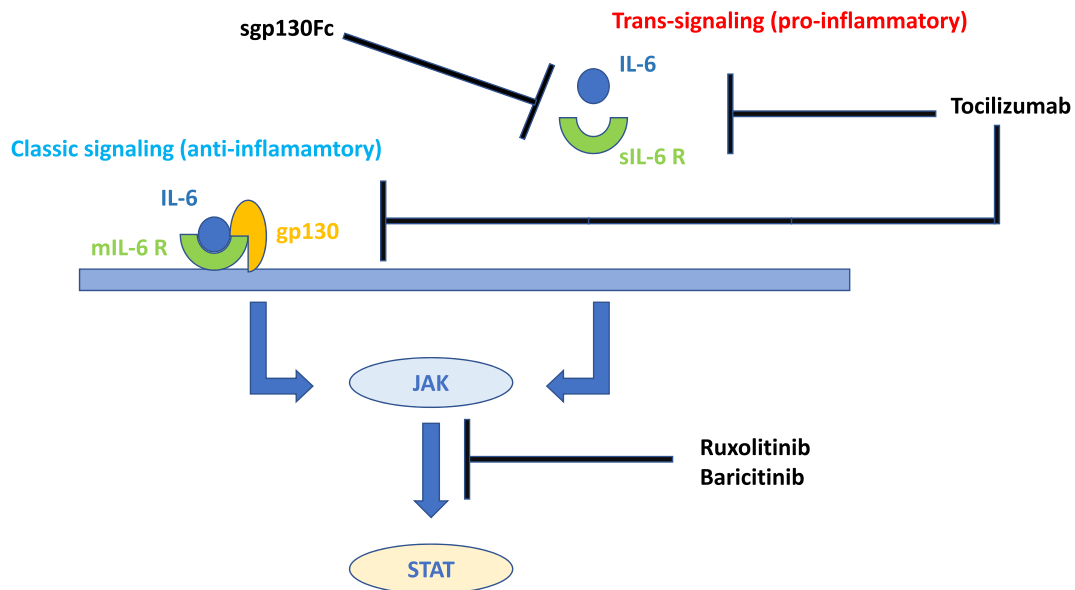 Trans-signaling (pro-inflammatory)
sgp130Fc
IL-6
Tocilizumab
sIL-6 R
Classic signaling (anti-inflamamtory)
IL-6
gp130
mIL-6 R
JAK
Ruxolitinib
Baricitinib
STAT